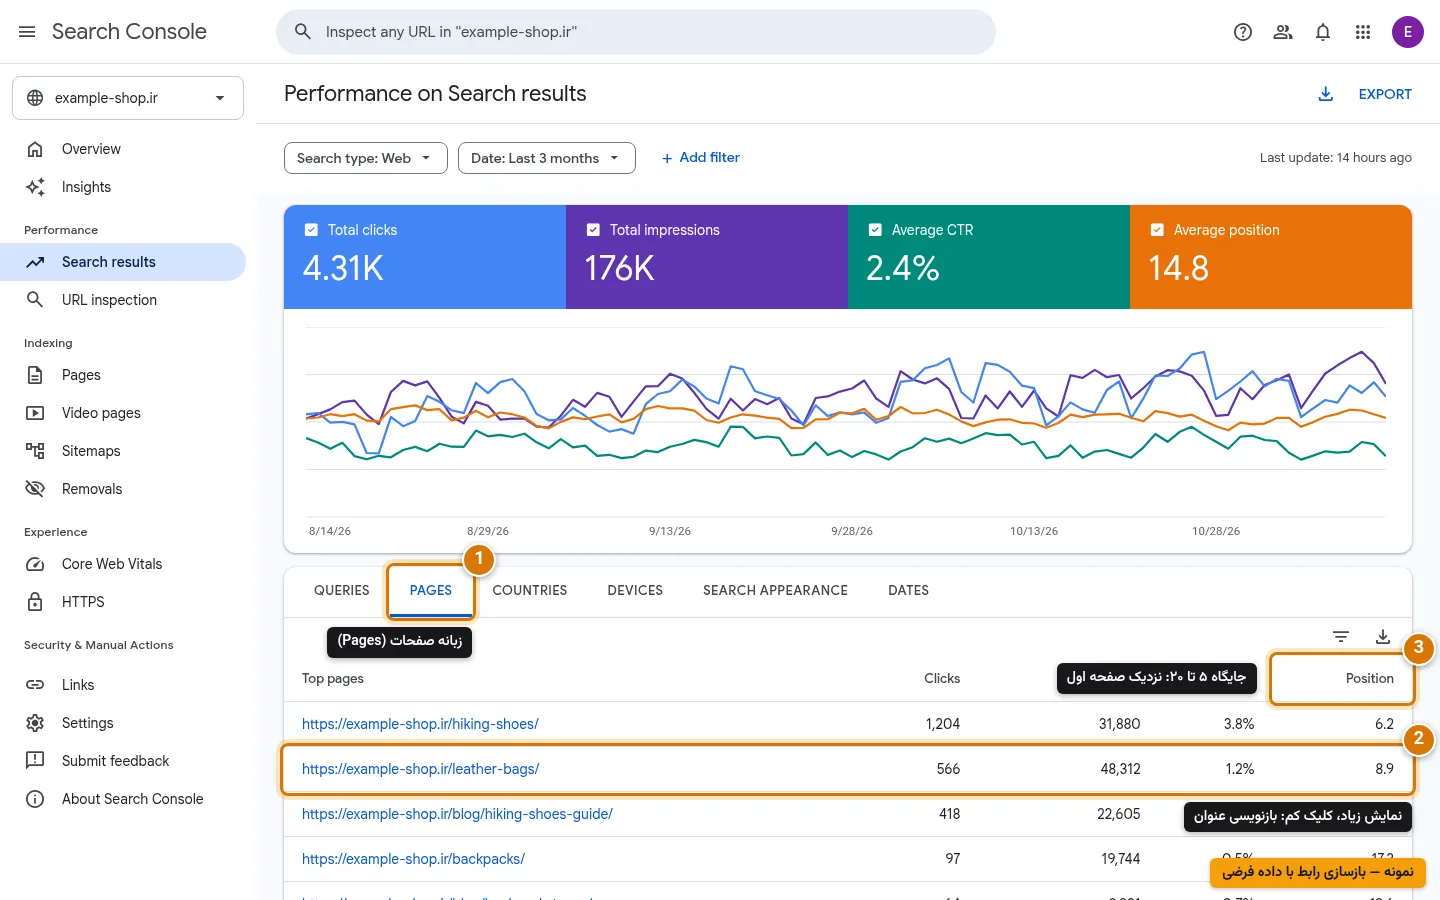 Search Console
Inspect any URL in "example-shop.ir"
E
example-shop.ir
Overview
Insights
Performance
Search results
URL inspection
Indexing
Pages
Video pages
Sitemaps
Removals
Experience
Core Web Vitals
HTTPS
Security & Manual Actions
Links
Settings
Submit feedback
About Search Console
Performance on Search results
EXPORT
Search type: Web
Date: Last 3 months
+ Add filter
Last update: 14 hours ago
Total clicks
4.31K
Total impressions
176K
Average CTR
2.4%
Average position
14.8
8/14/26 8/29/26 9/13/26 9/28/26 10/13/26 10/28/26
1
QUERIES PAGES COUNTRIES DEVICES SEARCH APPEARANCE DATES
زبانه صفحات (Pages)
3
Top pages Clicks Position
جایگاه ۵ تا ۲۰: نزدیک صفحه اول
https://example-shop.ir/hiking-shoes/ 1,204 31,880 3.8% 6.2
2
https://example-shop.ir/leather-bags/ 566 48,312 1.2% 8.9
https://example-shop.ir/blog/hiking-shoes-guide/ 418 22,605
نمایش زیاد، کلیک کم: بازنویسی عنوان
https://example-shop.ir/backpacks/ 97 19,744
نمونه – بازسازی رابط با داده فرضی